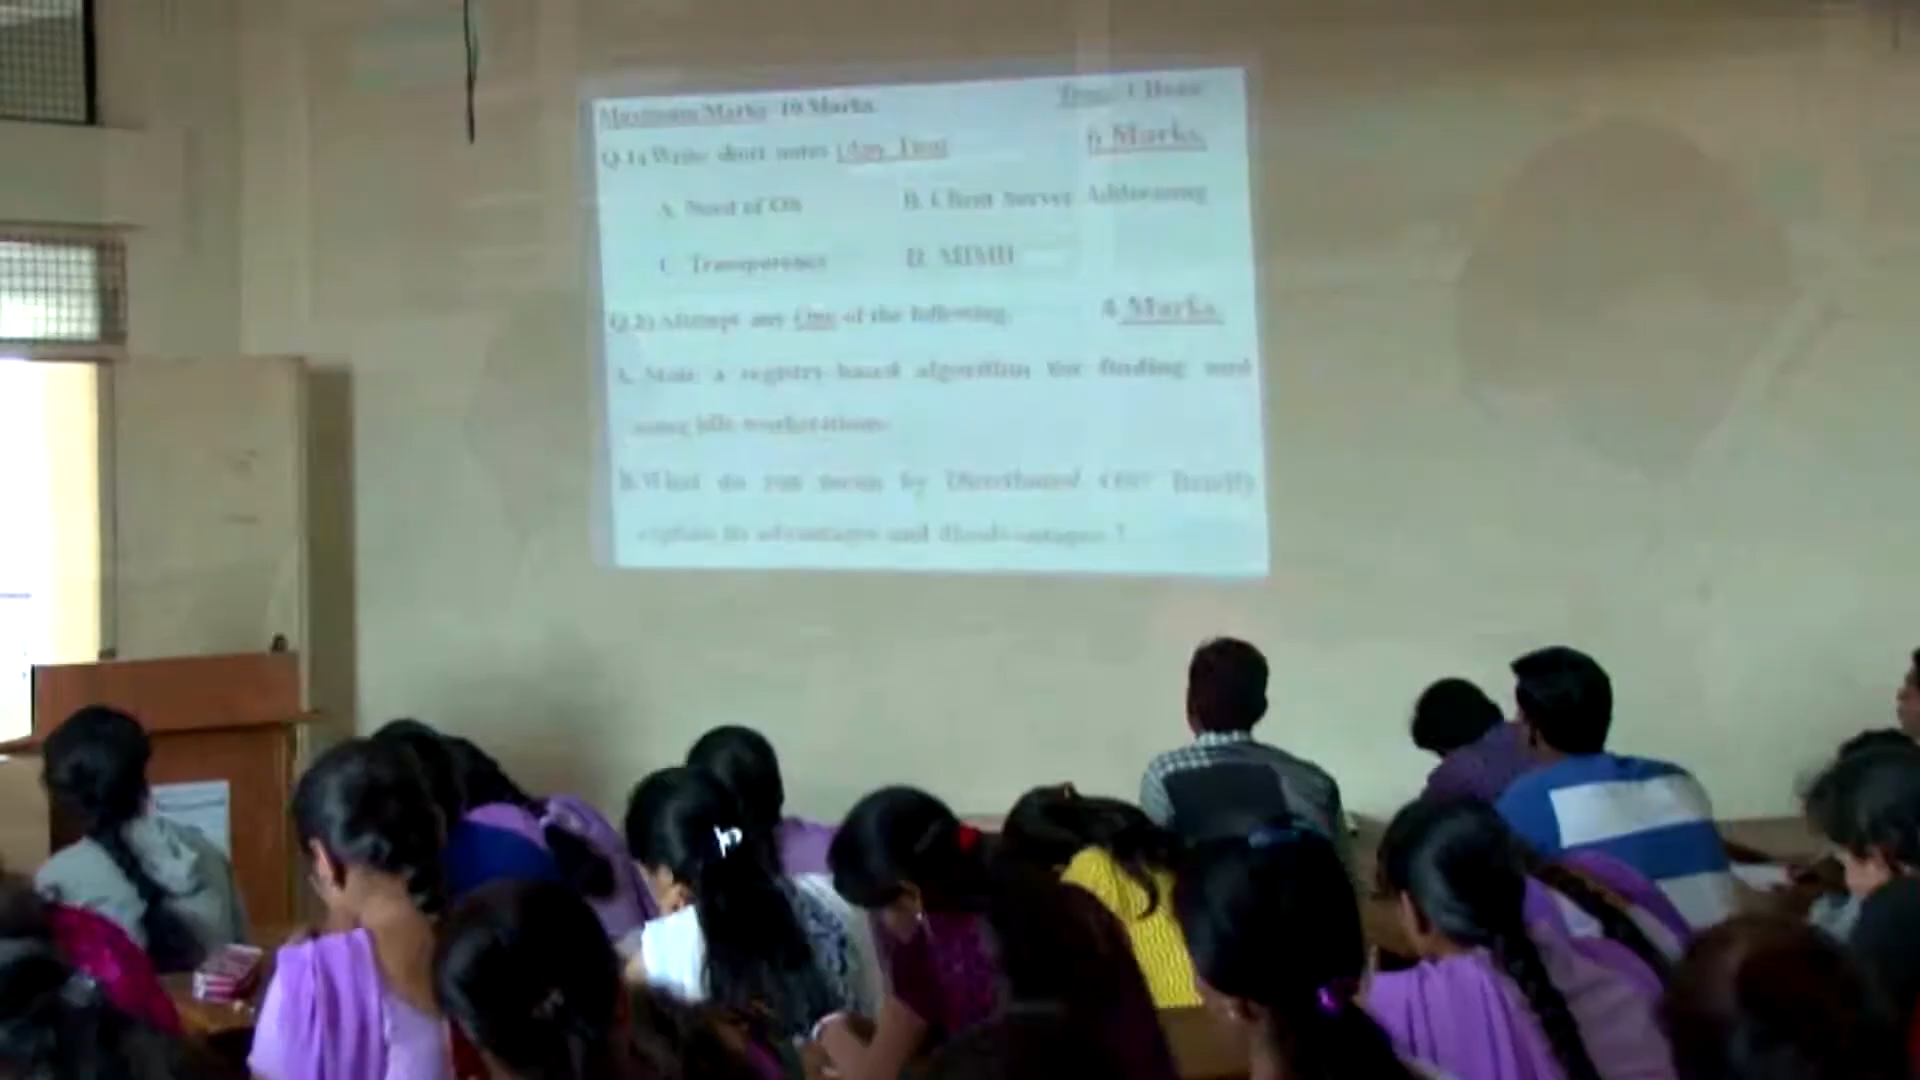 Maximum Marks 10 Marks Time: 1 Hour
Q.1) Write short notes (Any Two) 6 Marks.
A. Need of B. Client Server Addressing
C. Transparency D.
Q.2) Attempt any One of the following. 4 Marks.
A. State a registry based algorithm for finding and
using idle workstations.
B. What do you mean by Distributed Briefly
explain its advantages and disadvantages ?